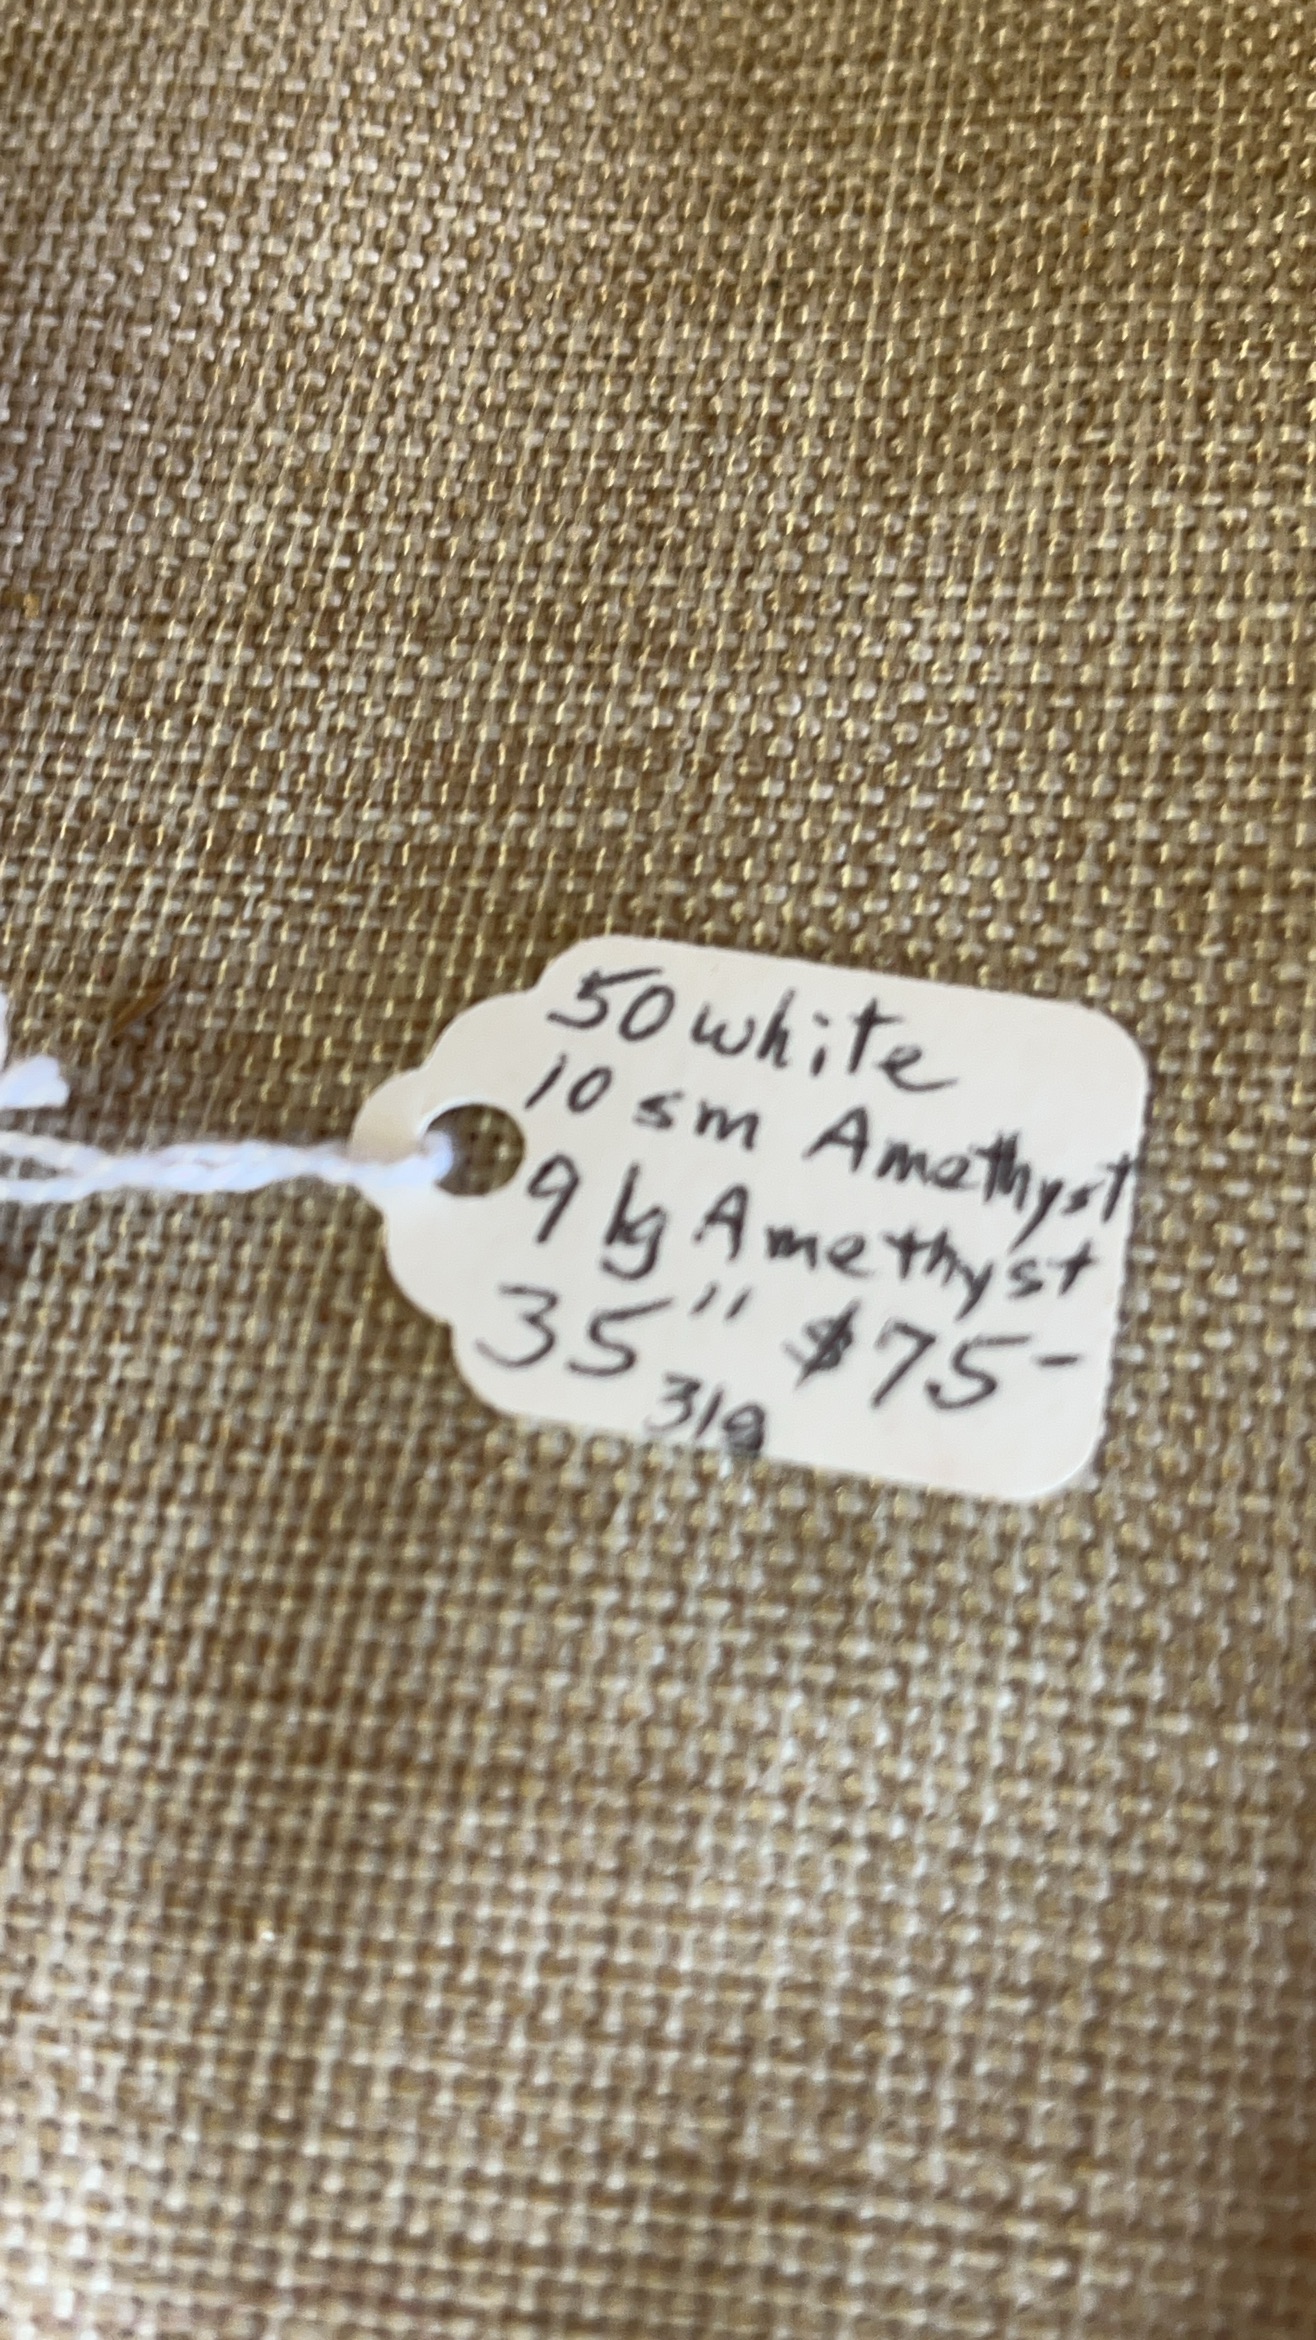 50 white
10 sm Amethyst
9 lg Amethyst
35" $75-
31g